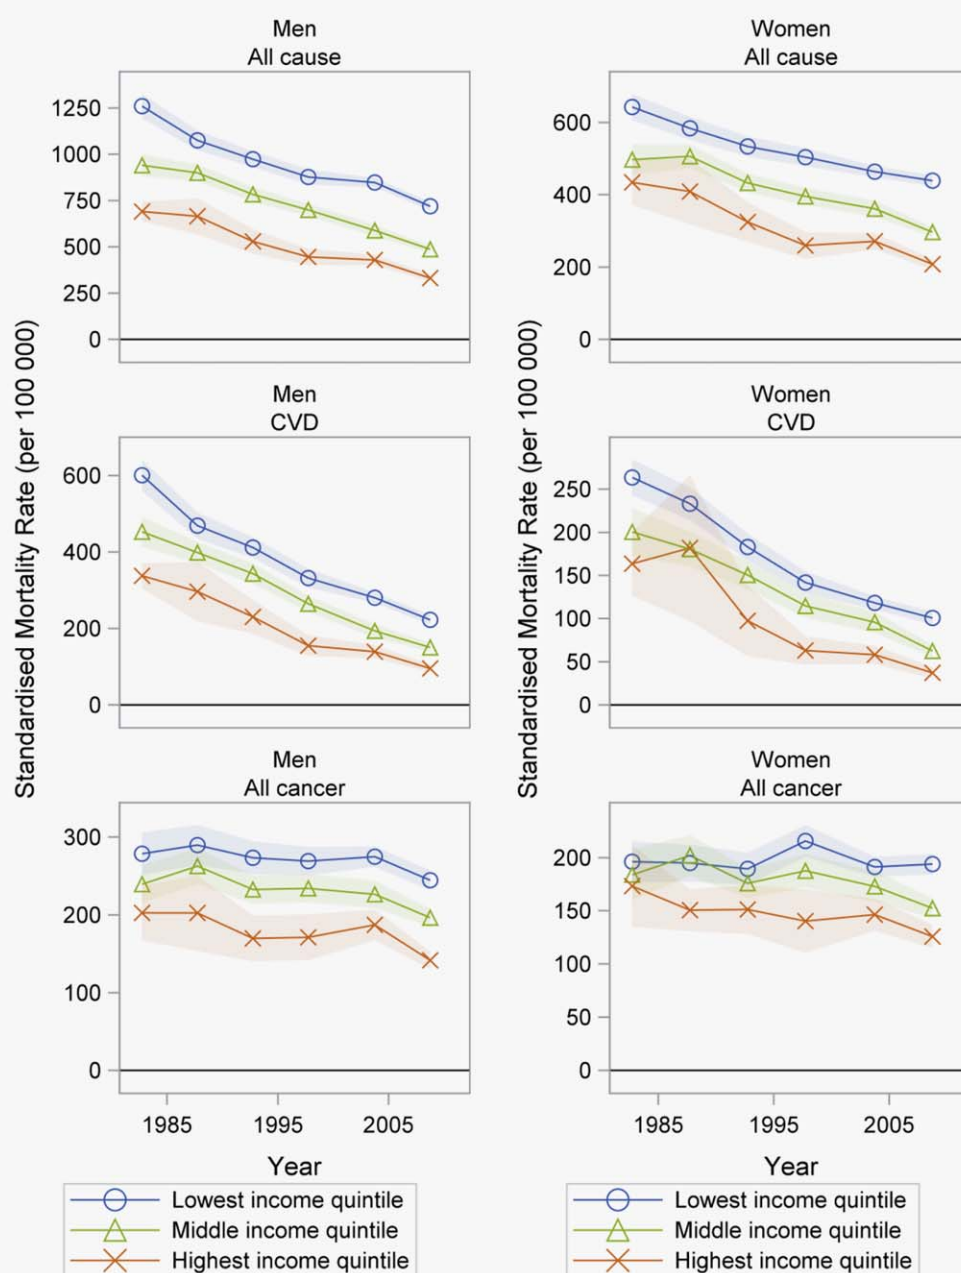 Men
All cause
Women
All cause
1250
1000
750
500
250
0
600
400
200
0
Men
CVD
Women
CVD
600
400
200
0
250
200
150
100
50
0
Standardised Mortality Rate (per 100 000)
Standardised Mortality Rate (per 100 000)
Men
All cancer
Women
All cancer
300
200
100
0
200
150
100
50
0
1985 1995 2005
1985 1995 2005
Year
Year
Lowest income quintile
Middle income quintile
Highest income quintile
Lowest income quintile
Middle income quintile
Highest income quintile